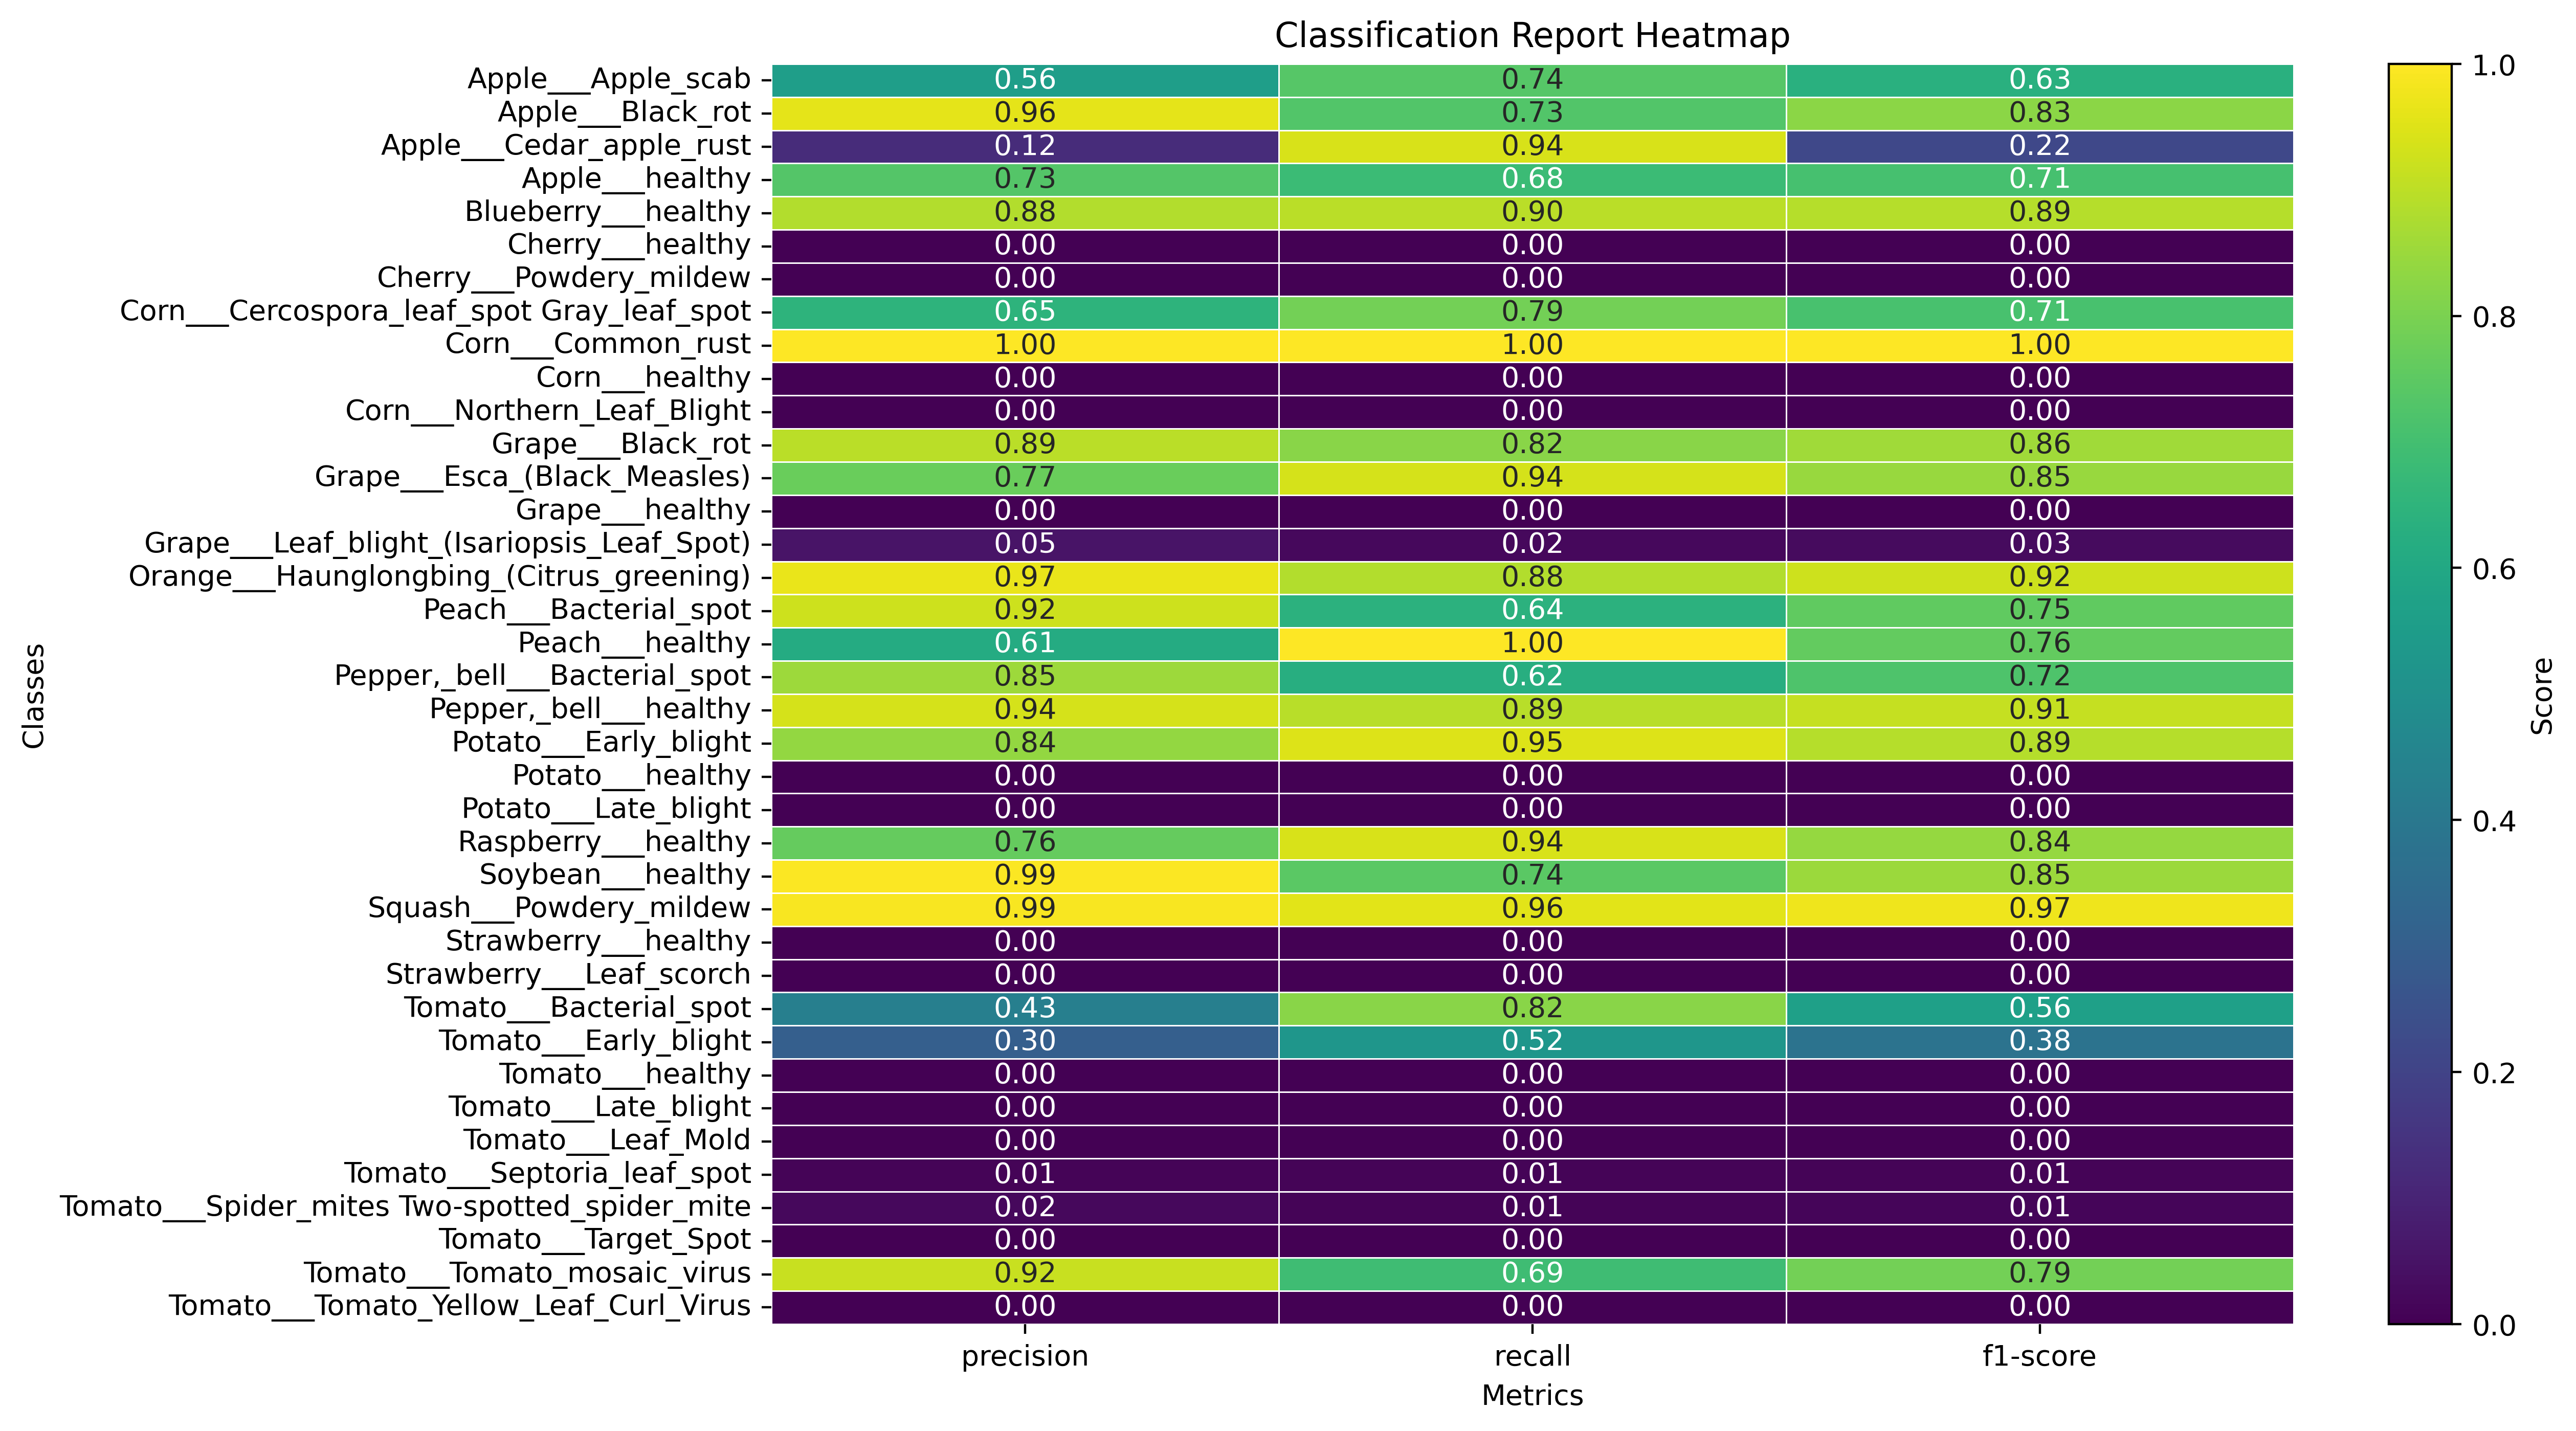 Classification Report Heatmap
Apple___Apple_scab 0.56 0.74 0.63
Apple___Black_rot 0.96 0.73 0.83
Apple___Cedar_apple_rust 0.12 0.94 0.22
Apple___healthy 0.73 0.68 0.71
Blueberry___healthy 0.88 0.90 0.89
Cherry___healthy 0.00 0.00 0.00
Cherry___Powdery_mildew 0.00 0.00 0.00
Corn___Cercospora_leaf_spot Gray_leaf_spot 0.65 0.79 0.71
Corn___Common_rust 1.00 1.00 1.00
Corn___healthy 0.00 0.00 0.00
Corn___Northern_Leaf_Blight 0.00 0.00 0.00
Grape___Black_rot 0.89 0.82 0.86
Grape___Esca_(Black_Measles) 0.77 0.94 0.85
Grape___healthy 0.00 0.00 0.00
Grape___Leaf_blight_(Isariopsis_Leaf_Spot) 0.05 0.02 0.03
Orange___Haunglongbing_(Citrus_greening) 0.97 0.88 0.92
Peach___Bacterial_spot 0.92 0.64 0.75
Peach___healthy 0.61 1.00 0.76
Pepper,_bell___Bacterial_spot 0.85 0.62 0.72
Pepper,_bell___healthy 0.94 0.89 0.91
Potato___Early_blight 0.84 0.95 0.89
Potato___healthy 0.00 0.00 0.00
Potato___Late_blight 0.00 0.00 0.00
Raspberry___healthy 0.76 0.94 0.84
Soybean___healthy 0.99 0.74 0.85
Squash___Powdery_mildew 0.99 0.96 0.97
Strawberry___healthy 0.00 0.00 0.00
Strawberry___Leaf_scorch 0.00 0.00 0.00
Tomato___Bacterial_spot 0.43 0.82 0.56
Tomato___Early_blight 0.30 0.52 0.38
Tomato___healthy 0.00 0.00 0.00
Tomato___Late_blight 0.00 0.00 0.00
Tomato___Leaf_Mold 0.00 0.00 0.00
Tomato___Septoria_leaf_spot 0.01 0.01 0.01
Tomato___Spider_mites Two-spotted_spider_mite 0.02 0.01 0.01
Tomato___Target_Spot 0.00 0.00 0.00
Tomato___Tomato_mosaic_virus 0.92 0.69 0.79
Tomato___Tomato_Yellow_Leaf_Curl_Virus 0.00 0.00 0.00
precision recall f1-score
Metrics
Classes
1.0
0.8
0.6
0.4
0.2
0.0
Score